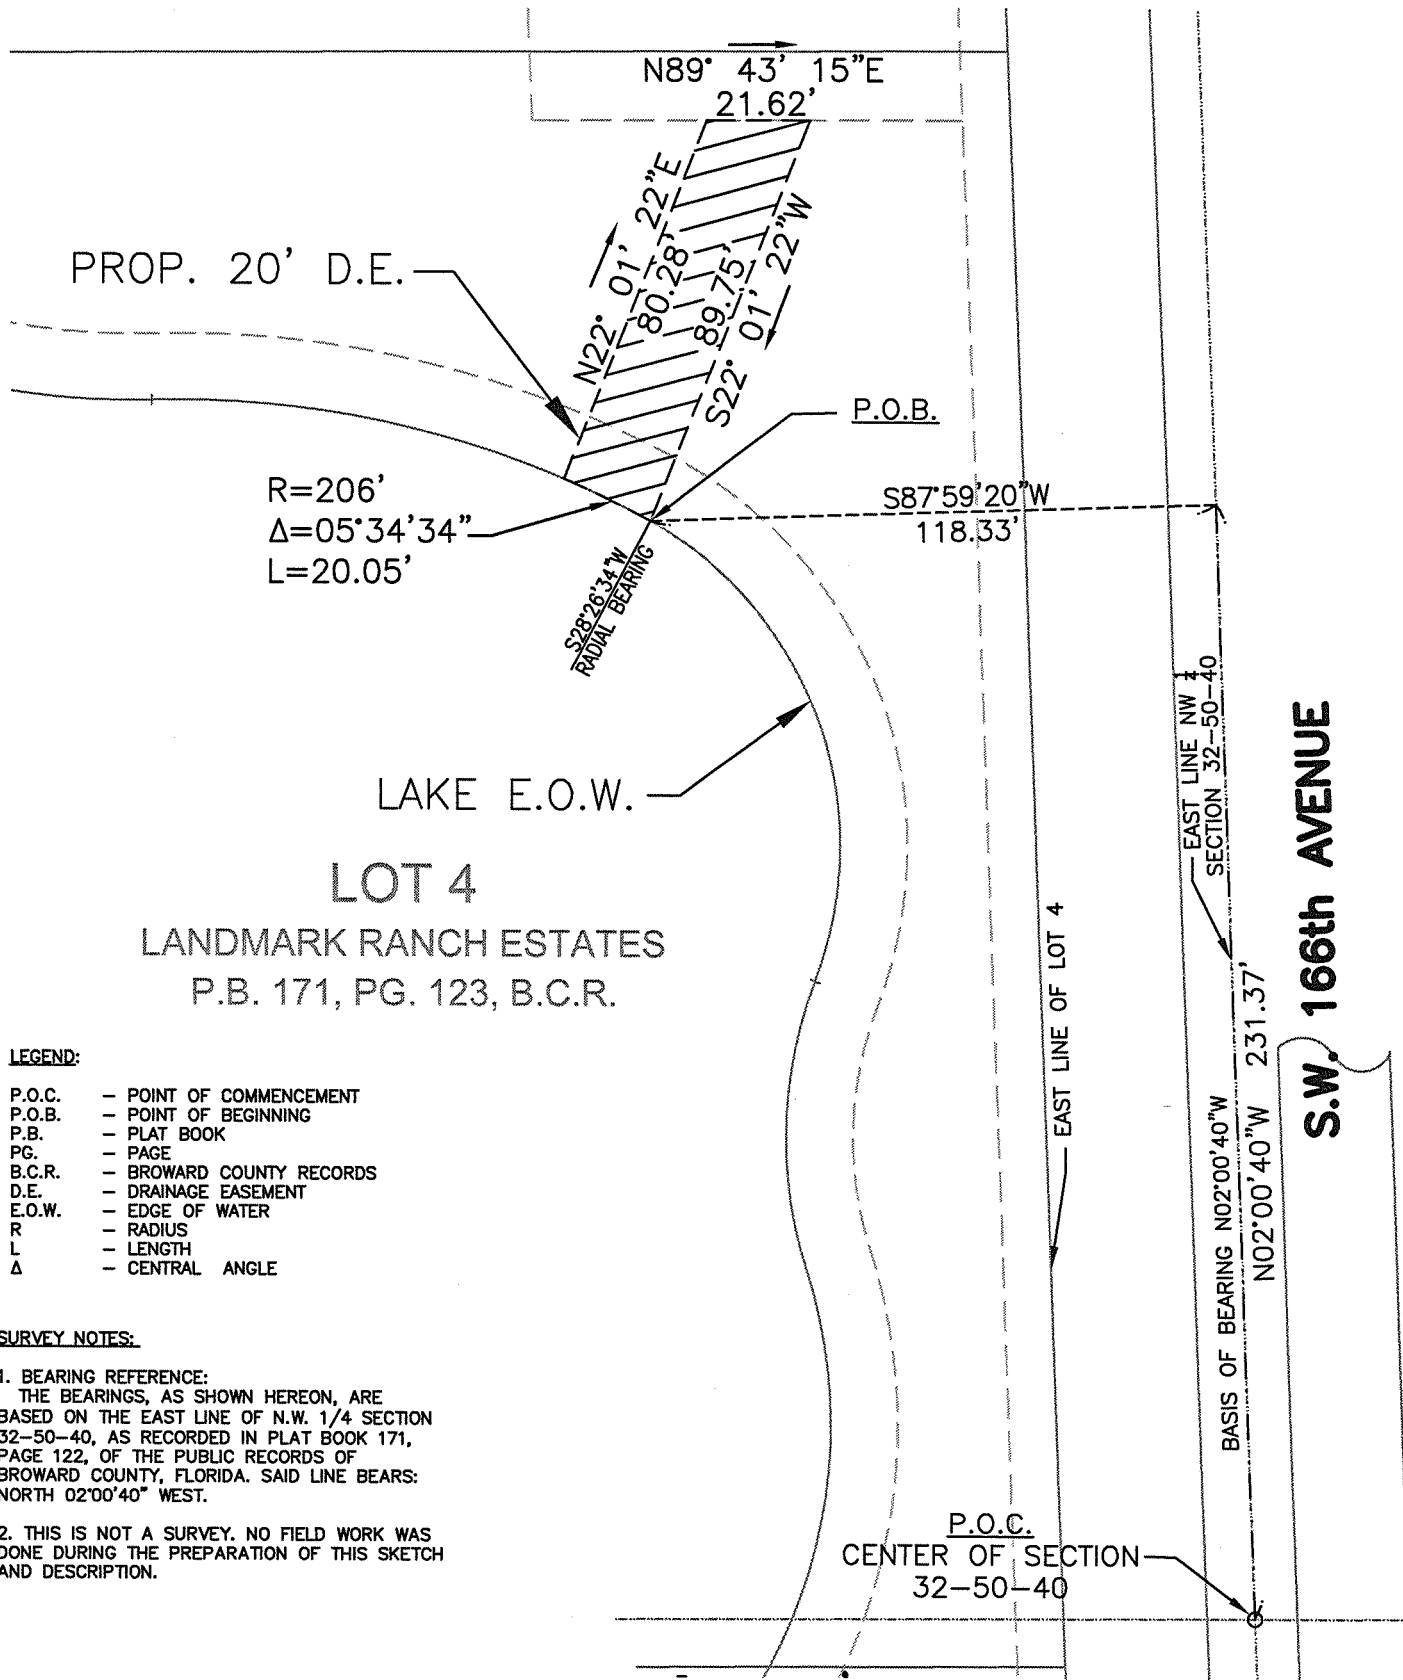 N89° 43' 15"E
21.62'
N22° 01' 22"E
80.28'
89.75'
S22° 01' 22"W
PROP. 20' D.E.
P.O.B.
R=206'
Δ=05°34'34"
L=20.05'
S87°59'20"W
118.33'
S28°26'34"W
RADIAL BEARING
EAST LINE NW 1/4
SECTION 32-50-40
S.W. 166th AVENUE
LAKE E.O.W.
LOT 4
LANDMARK RANCH ESTATES
P.B. 171, PG. 123, B.C.R.
EAST LINE OF LOT 4
BASIS OF BEARING N02°00'40"W
N02°00'40"W 231.37'
LEGEND:
P.O.C. – POINT OF COMMENCEMENT
P.O.B. – POINT OF BEGINNING
P.B. – PLAT BOOK
PG. – PAGE
B.C.R. – BROWARD COUNTY RECORDS
D.E. – DRAINAGE EASEMENT
E.O.W. – EDGE OF WATER
R – RADIUS
L – LENGTH
Δ – CENTRAL ANGLE
SURVEY NOTES:
1. BEARING REFERENCE:
THE BEARINGS, AS SHOWN HEREON, ARE
BASED ON THE EAST LINE OF N.W. 1/4 SECTION
32-50-40, AS RECORDED IN PLAT BOOK 171,
PAGE 122, OF THE PUBLIC RECORDS OF
BROWARD COUNTY, FLORIDA. SAID LINE BEARS:
NORTH 02°00'40" WEST.
2. THIS IS NOT A SURVEY. NO FIELD WORK WAS
DONE DURING THE PREPARATION OF THIS SKETCH
AND DESCRIPTION.
P.O.C.
CENTER OF SECTION
32-50-40